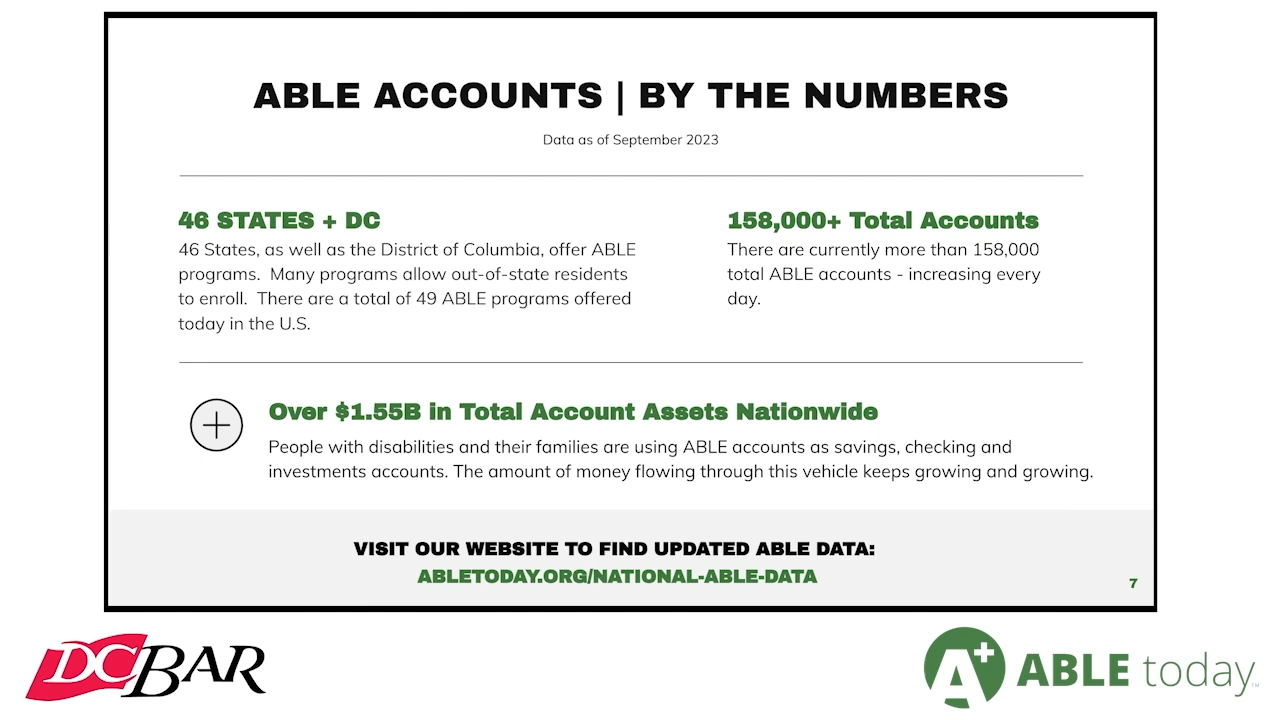 ABLE ACCOUNTS | BY THE NUMBERS
Data as of September 2023
46 STATES + DC
46 States, as well as the District of Columbia, offer ABLE
programs.  Many programs allow out-of-state residents
to enroll.  There are a total of 49 ABLE programs offered
today in the U.S.
158,000+ Total Accounts
There are currently more than 158,000
total ABLE accounts - increasing every
day.
Over $1.55B in Total Account Assets Nationwide
People with disabilities and their families are using ABLE accounts as savings, checking and
investments accounts. The amount of money flowing through this vehicle keeps growing and growing.
VISIT OUR WEBSITE TO FIND UPDATED ABLE DATA:
ABLETODAY.ORG/NATIONAL-ABLE-DATA
7
DCBAR
A+ ABLE today™